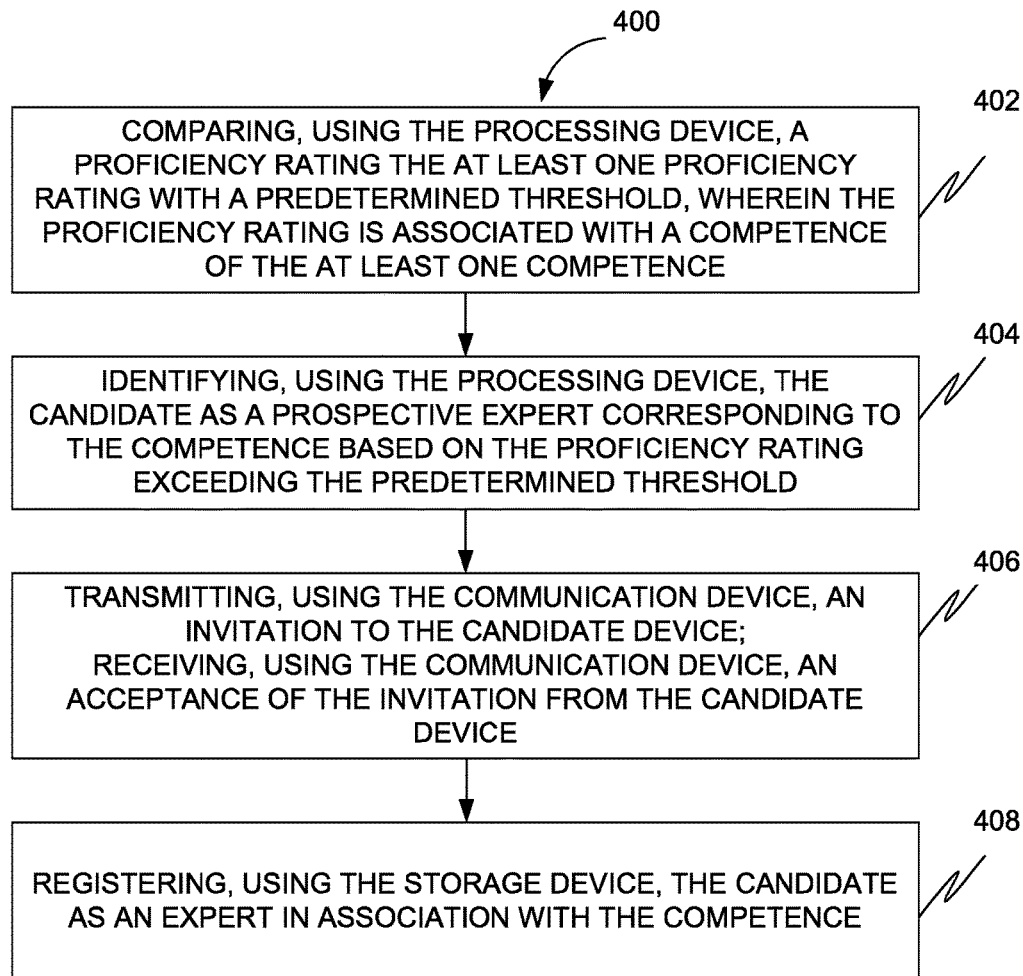 400
402
COMPARING, USING THE PROCESSING DEVICE, A
PROFICIENCY RATING THE AT LEAST ONE PROFICIENCY
RATING WITH A PREDETERMINED THRESHOLD, WHEREIN THE
PROFICIENCY RATING IS ASSOCIATED WITH A COMPETENCE
OF THE AT LEAST ONE COMPETENCE
404
IDENTIFYING, USING THE PROCESSING DEVICE, THE
CANDIDATE AS A PROSPECTIVE EXPERT CORRESPONDING TO
THE COMPETENCE BASED ON THE PROFICIENCY RATING
EXCEEDING THE PREDETERMINED THRESHOLD
406
TRANSMITTING, USING THE COMMUNICATION DEVICE, AN
INVITATION TO THE CANDIDATE DEVICE;
RECEIVING, USING THE COMMUNICATION DEVICE, AN
ACCEPTANCE OF THE INVITATION FROM THE CANDIDATE
DEVICE
408
REGISTERING, USING THE STORAGE DEVICE, THE CANDIDATE
AS AN EXPERT IN ASSOCIATION WITH THE COMPETENCE